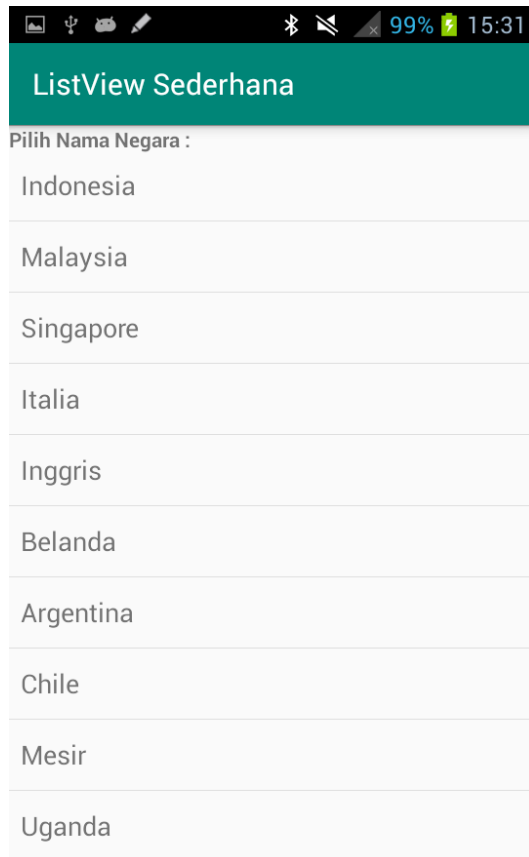 99% 15:31
ListView Sederhana
Pilih Nama Negara :
Indonesia
Malaysia
Singapore
Italia
Inggris
Belanda
Argentina
Chile
Mesir
Uganda